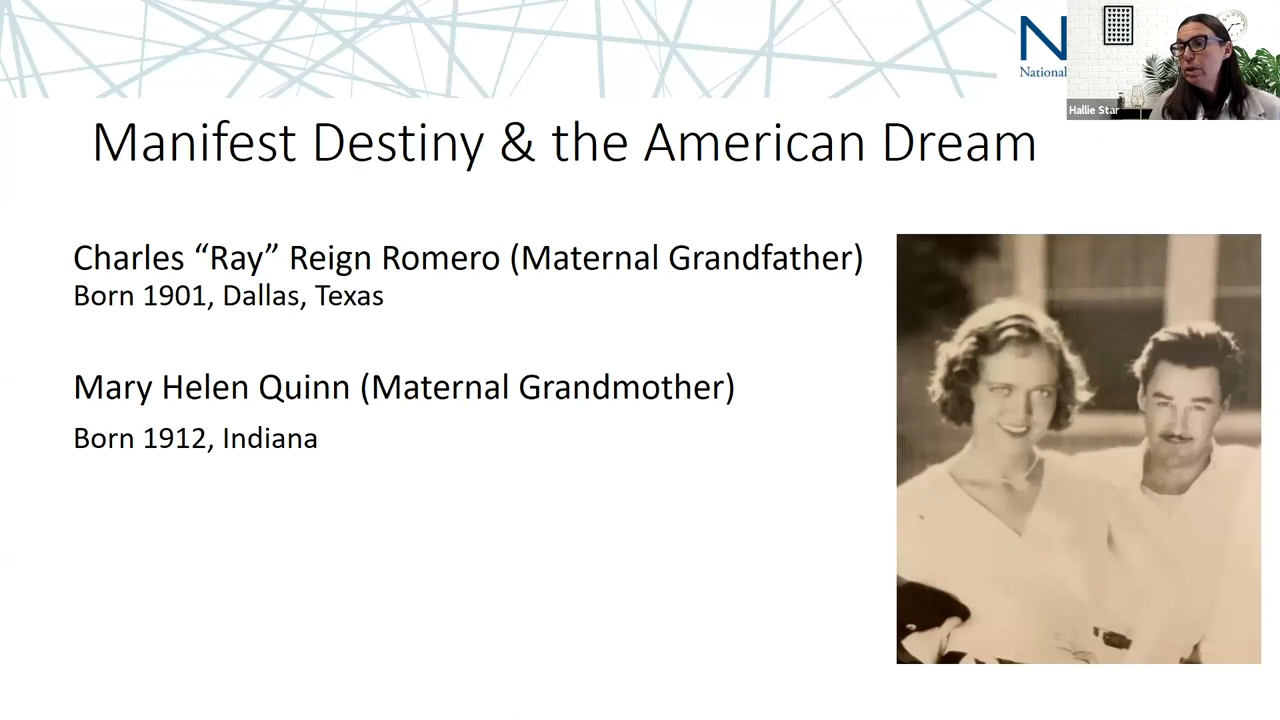 N
National
Hallie Star
Manifest Destiny & the American Dream
Charles “Ray” Reign Romero (Maternal Grandfather)
Born 1901, Dallas, Texas
Mary Helen Quinn (Maternal Grandmother)
Born 1912, Indiana